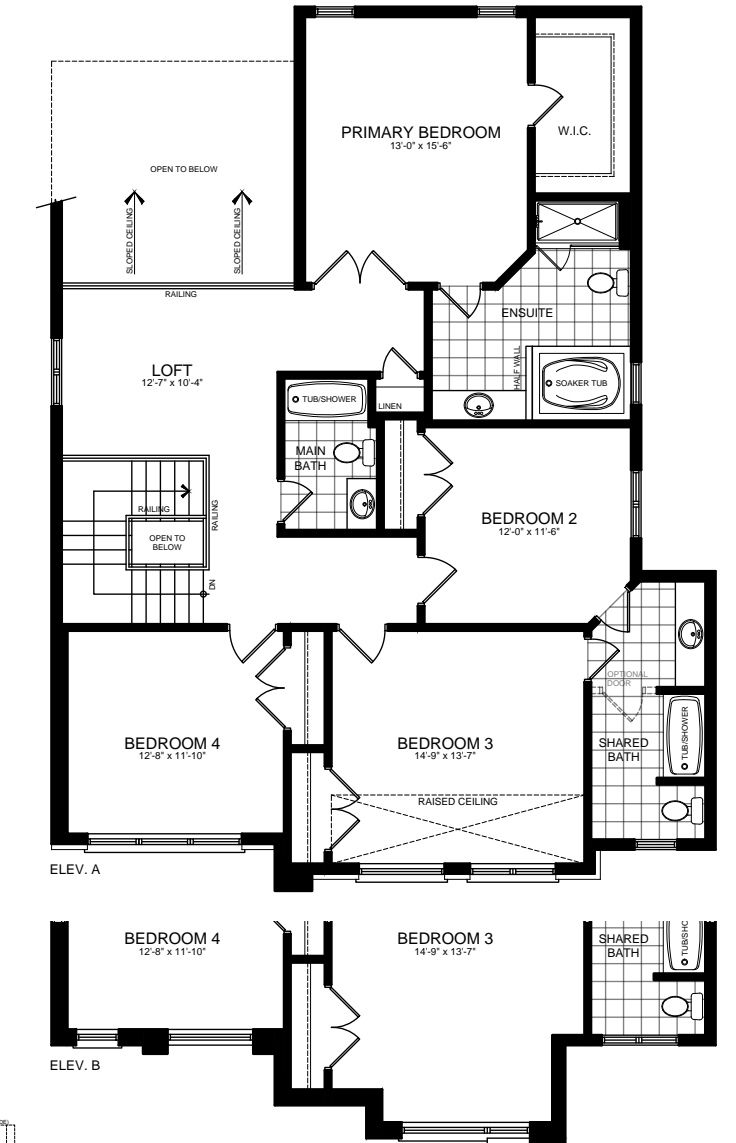 PRIMARY BEDROOM
13'-0" x 15'-6"
W.I.C.
OPEN TO BELOW
SLOPED CEILING
SLOPED CEILING
RAILING
ENSUITE
HALF WALL
SOAKER TUB
LOFT
12'-7" x 10'-4"
TUB/SHOWER
LINEN
MAIN
BATH
BEDROOM 2
12'-0" x 11'-6"
RAILING
RAILING
OPEN TO
BELOW
DN
OPTIONAL
DOOR
BEDROOM 4
12'-8" x 11'-10"
BEDROOM 3
14'-9" x 13'-7"
SHARED
BATH
TUB/SHOWER
RAISED CEILING
ELEV. A
BEDROOM 4
12'-8" x 11'-10"
BEDROOM 3
14'-9" x 13'-7"
SHARED
BATH
TUB/SHO
ELEV. B